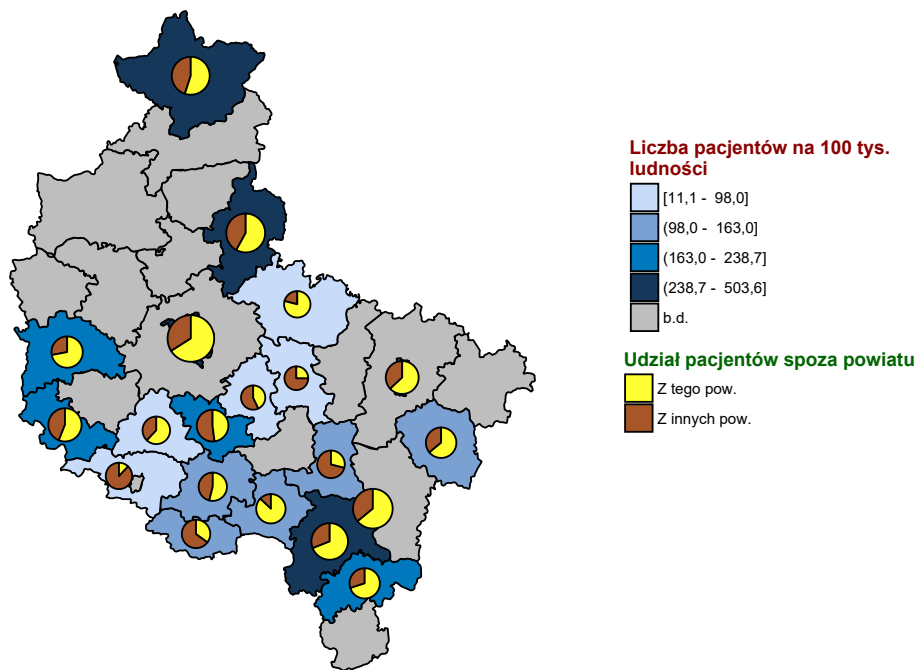 Liczba pacjentów na 100 tys.
ludności
[11,1 - 98,0]
(98,0 - 163,0]
(163,0 - 238,7]
(238,7 - 503,6]
b.d.
Udział pacjentów spoza powiatu
Z tego pow.
Z innych pow.